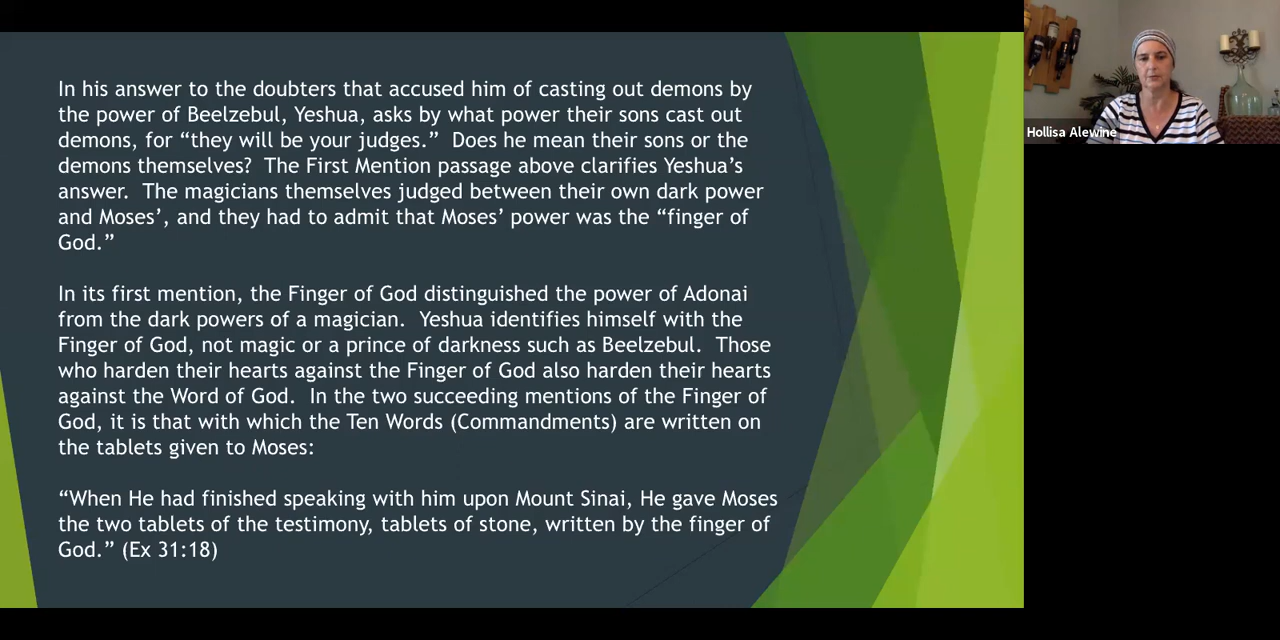 In his answer to the doubters that accused him of casting out demons by
the power of Beelzebul, Yeshua, asks by what power their sons cast out
demons, for “they will be your judges.”  Does he mean their sons or the
demons themselves?  The First Mention passage above clarifies Yeshua’s
answer.  The magicians themselves judged between their own dark power
and Moses’, and they had to admit that Moses’ power was the “finger of
God.”
In its first mention, the Finger of God distinguished the power of Adonai
from the dark powers of a magician.  Yeshua identifies himself with the
Finger of God, not magic or a prince of darkness such as Beelzebul.  Those
who harden their hearts against the Finger of God also harden their hearts
against the Word of God.  In the two succeeding mentions of the Finger of
God, it is that with which the Ten Words (Commandments) are written on
the tablets given to Moses:
“When He had finished speaking with him upon Mount Sinai, He gave Moses
the two tablets of the testimony, tablets of stone, written by the finger of
God.” (Ex 31:18)
Hollisa Alewine